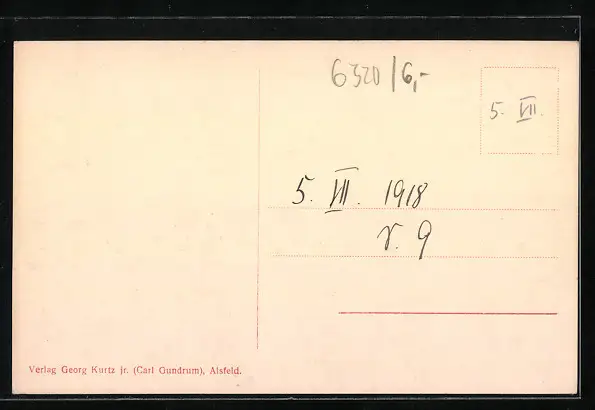 6320/6,-
5. VII.
5. VII. 1918
r. 9
Verlag Georg Kurtz jr. (Carl Gundrum), Alsfeld.